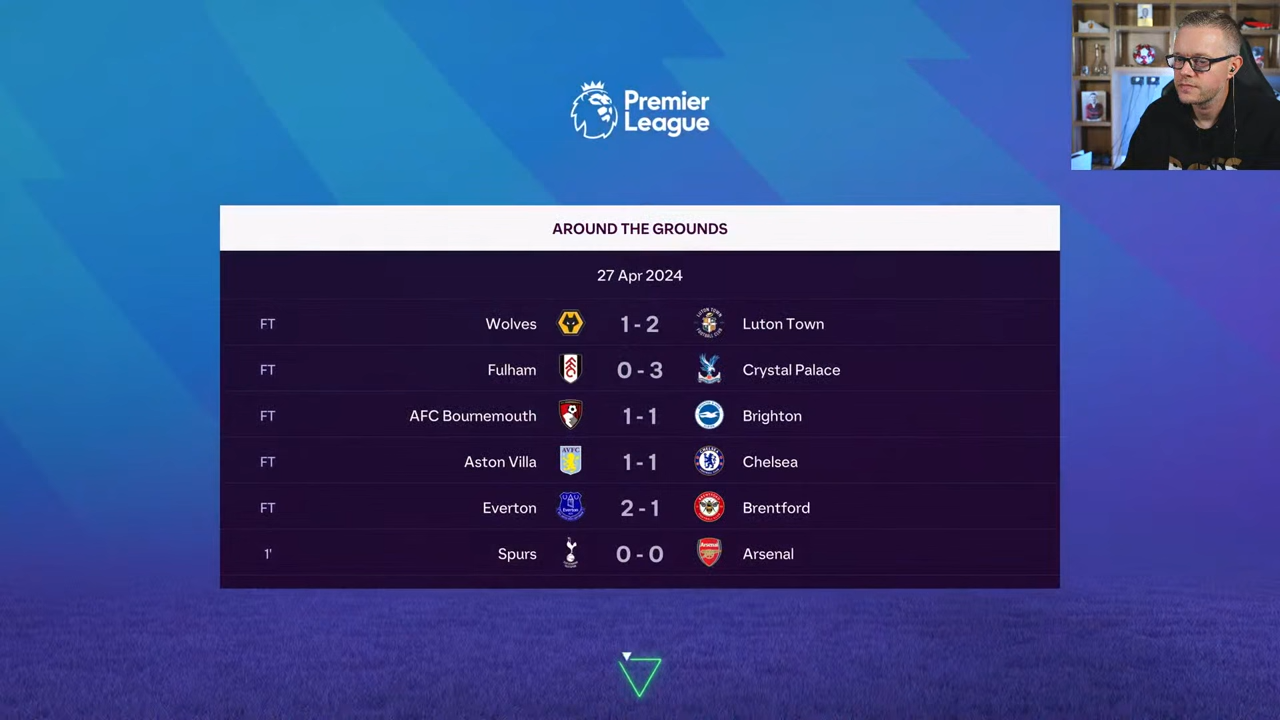 Premier
League
AROUND THE GROUNDS
27 Apr 2024
FT Wolves 1 - 2 Luton Town
FT Fulham 0 - 3 Crystal Palace
FT AFC Bournemouth 1 - 1 Brighton
FT Aston Villa 1 - 1 Chelsea
FT Everton 2 - 1 Brentford
1' Spurs 0 - 0 Arsenal